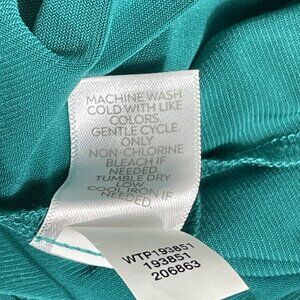 MACHINE WASH
COLD WITH LIKE
COLORS.
GENTLE CYCLE.
ONLY
NON-CHLORINE
BLEACH IF
NEEDED.
TUMBLE DRY
LOW.
COOL IRON IF
NEEDED.
WTP193851
193851
206863